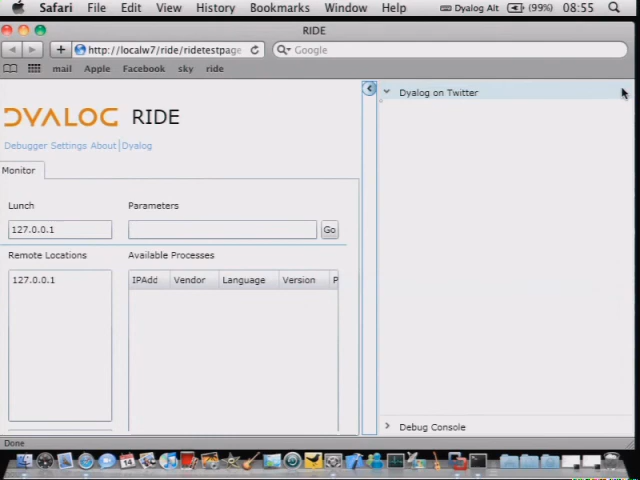 Safari File Edit View History Bookmarks Window Help Dyalog Alt (99%) 08:55
RIDE
http://localw7/ride/ridetestpage Google
mail Apple Facebook sky ride
DYALOG RIDE
Debugger Settings About Dyalog
Monitor
Lunch Parameters
127.0.0.1 Go
Remote Locations Available Processes
127.0.0.1 IPAdd Vendor Language Version P
Dyalog on Twitter
Debug Console
Done
14